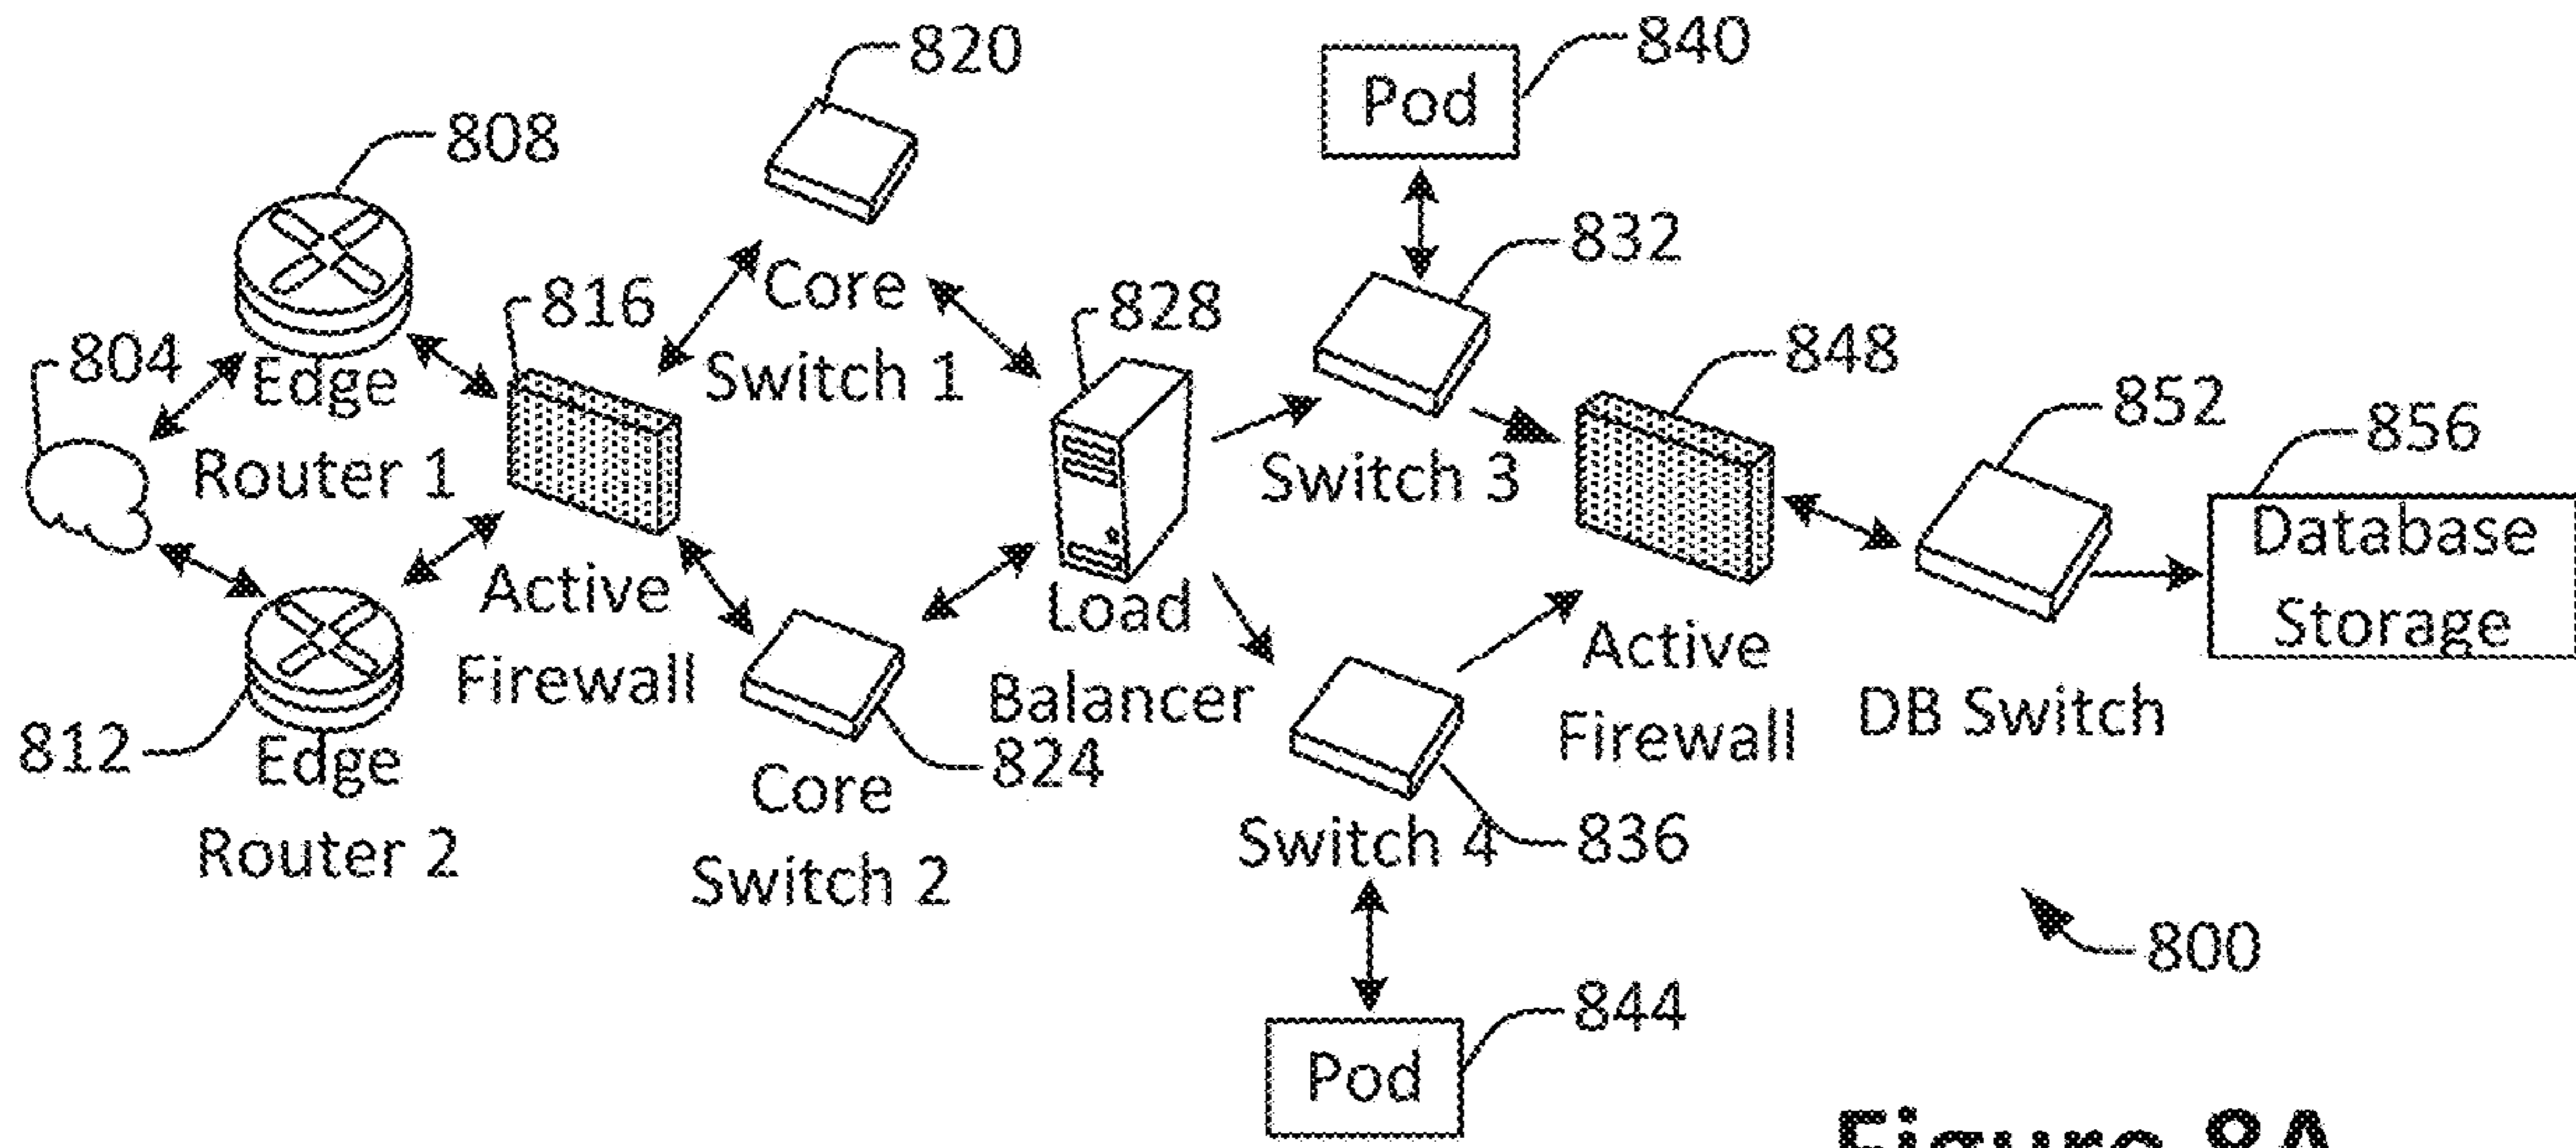 820
840
Pod
808
832
Core
Switch 1
816
828
848
804
Edge
Router 1
852
856
Switch 3
Database
Storage
Active
Firewall
Load
Balancer
Active
Firewall
DB Switch
812
Edge
Router 2
824
Core
Switch 2
Switch 4
836
800
844
Pod
Figure 8A